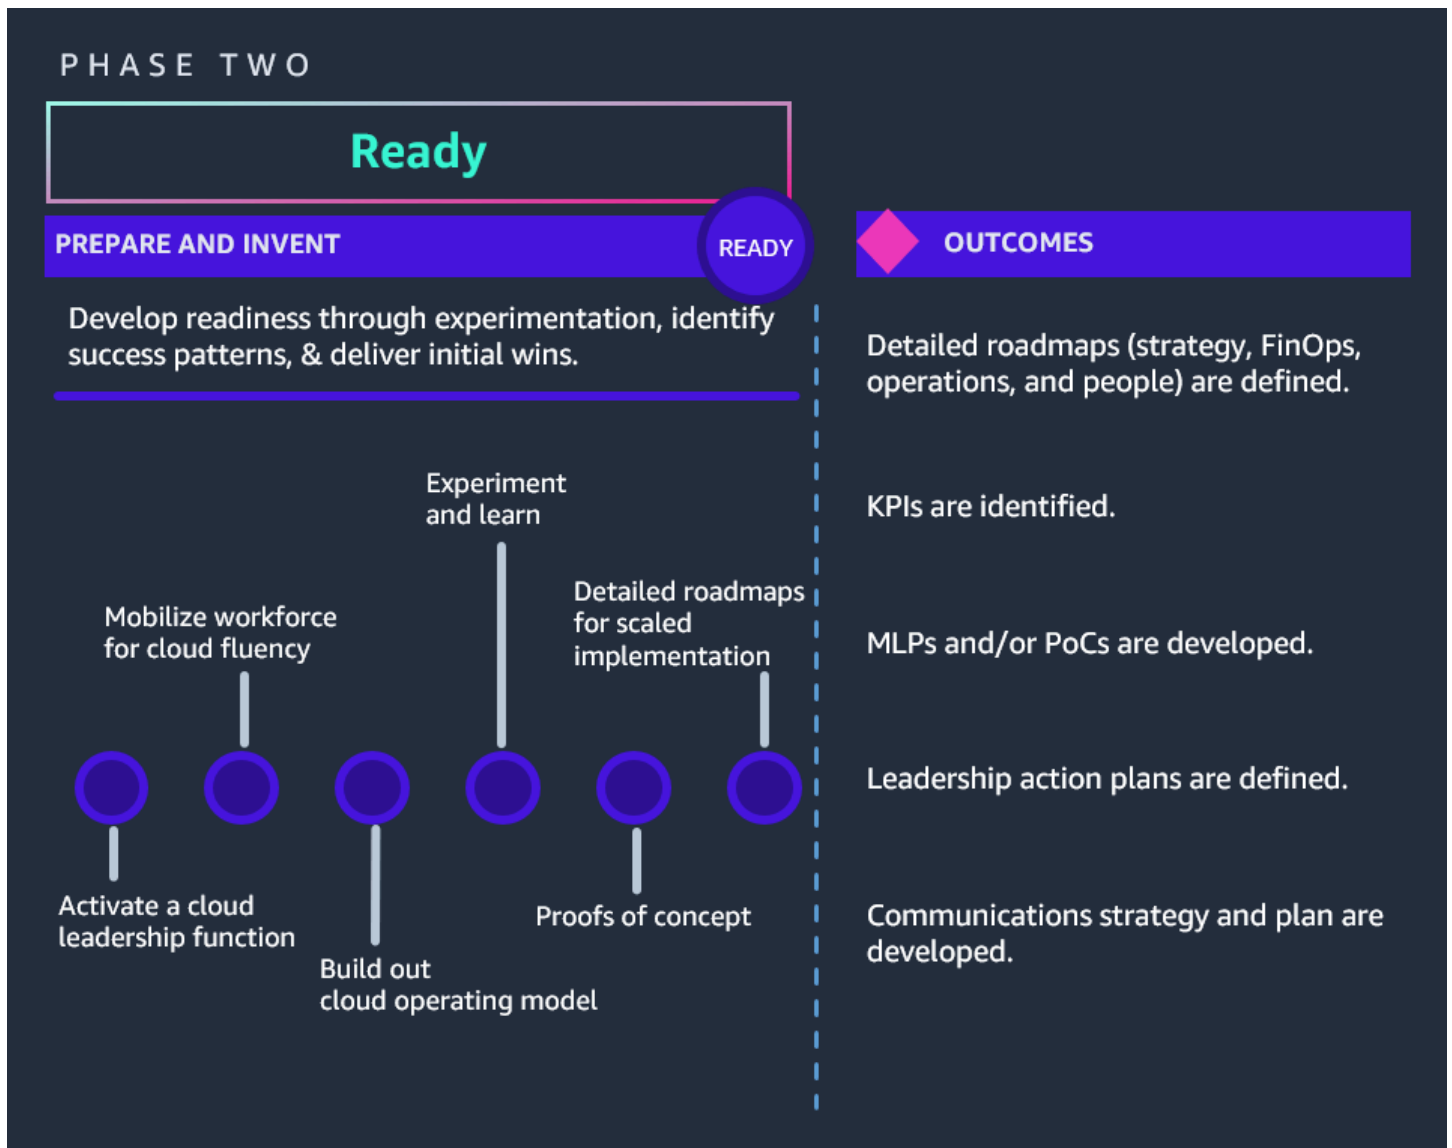 PHASE TWO
Ready
PREPARE AND INVENT
READY
Develop readiness through experimentation, identify
success patterns, & deliver initial wins.
Experiment
and learn
Detailed roadmaps
for scaled
implementation
Mobilize workforce
for cloud fluency
Activate a cloud
leadership function
Proofs of concept
Build out
cloud operating model
OUTCOMES
Detailed roadmaps (strategy, FinOps,
operations, and people) are defined.
KPIs are identified.
MLPs and/or PoCs are developed.
Leadership action plans are defined.
Communications strategy and plan are
developed.